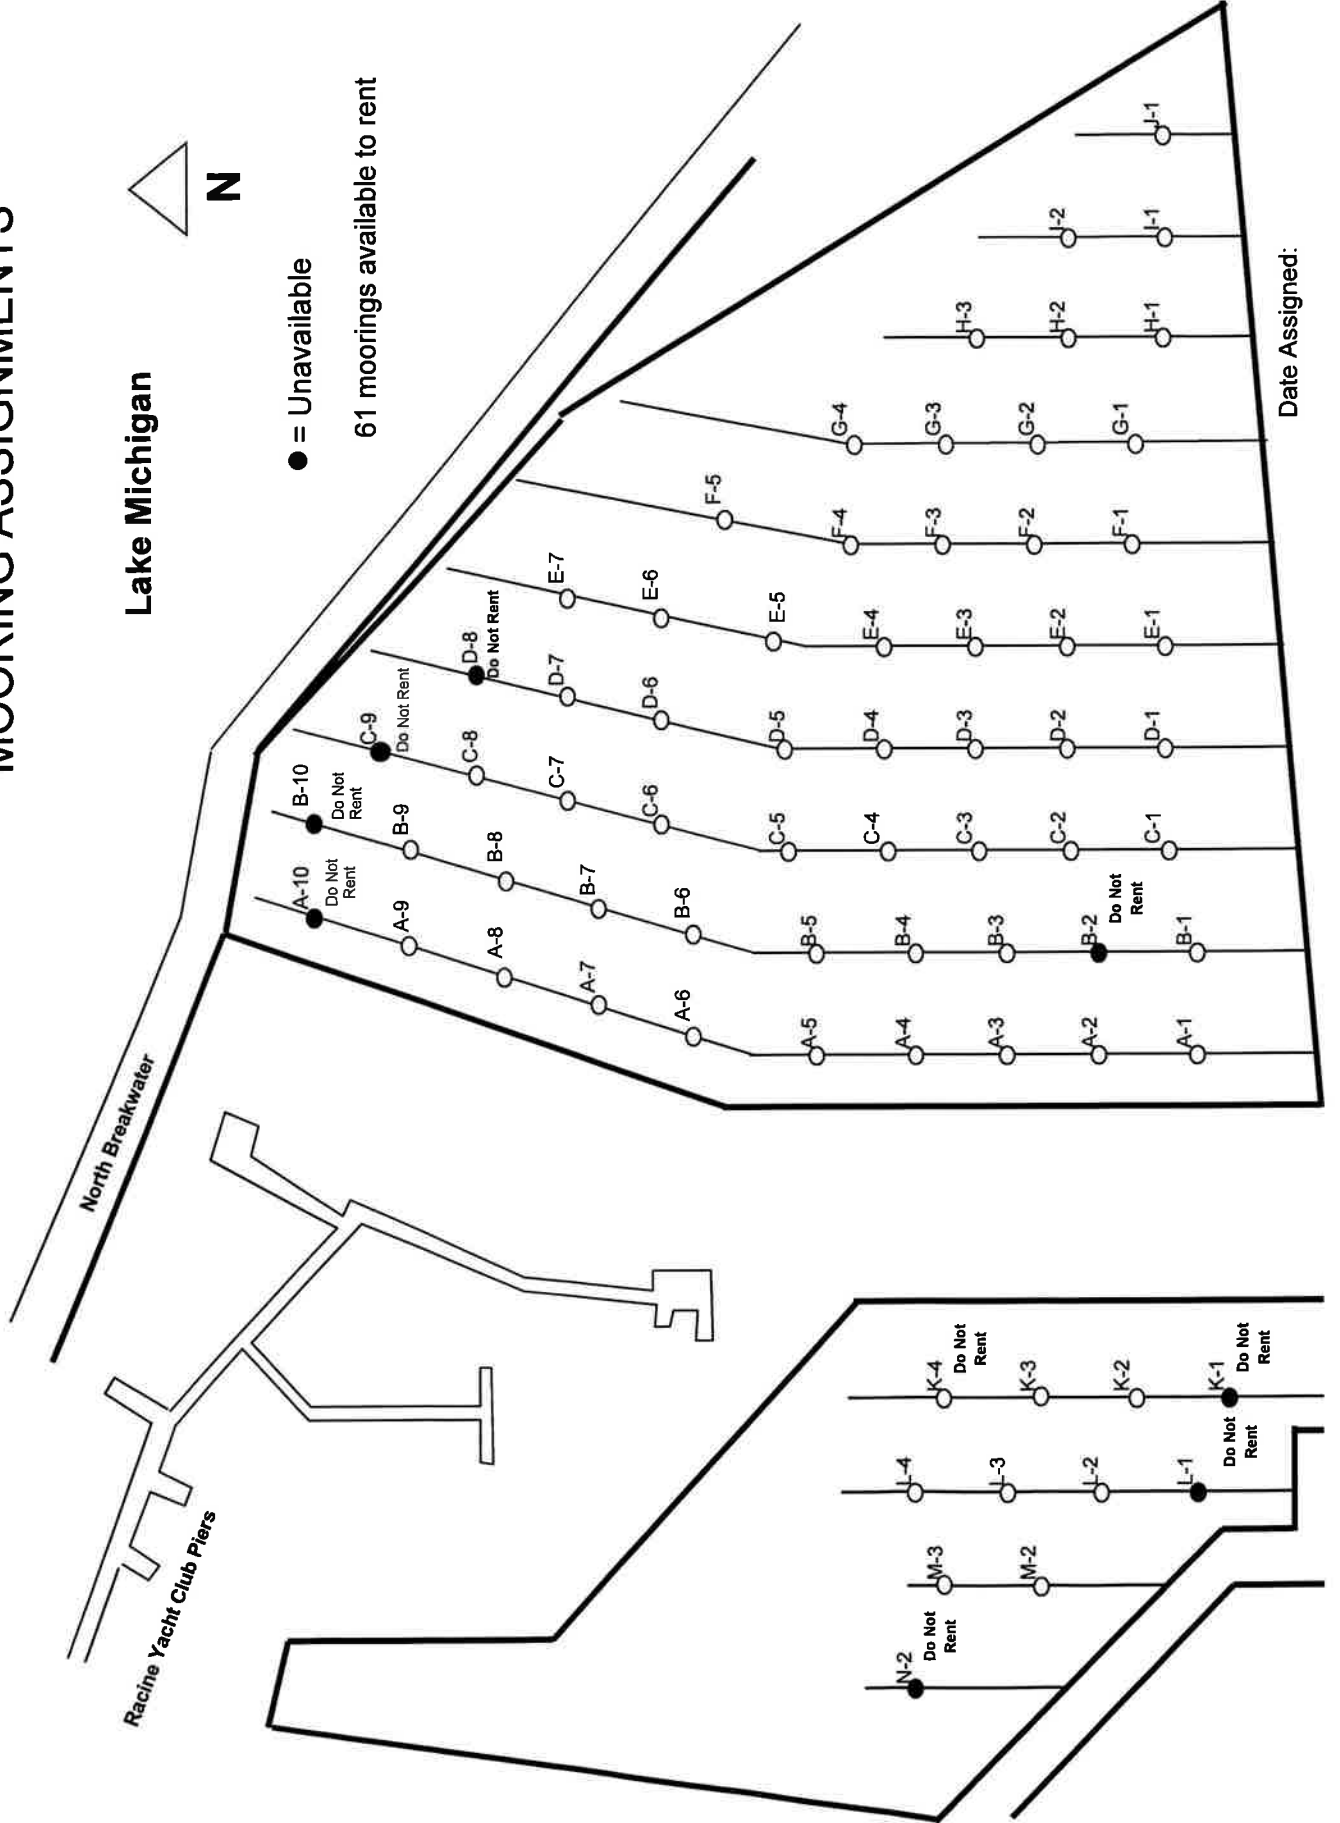 MOORING ASSIGNMENTS
Lake Michigan
N
= Unavailable
61 moorings available to rent
North Breakwater
Racine Yacht Club Piers
A-10
Do Not
Rent
A-9
A-8
A-7
A-6
A-5
A-4
A-3
A-2
A-1
B-10
Do Not
Rent
B-9
B-8
B-7
B-6
B-5
B-4
B-3
B-2
Do Not
Rent
B-1
C-9
Do Not Rent
C-8
C-7
C-6
C-5
C-4
C-3
C-2
C-1
D-8
Do Not Rent
D-7
D-6
D-5
D-4
D-3
D-2
D-1
E-7
E-6
E-5
E-4
E-3
E-2
E-1
F-5
F-4
F-3
F-2
F-1
G-4
G-3
G-2
G-1
H-3
H-2
H-1
I-2
I-1
J-1
K-4
Do Not
Rent
K-3
K-2
K-1
Do Not
Rent
L-4
L-3
L-2
L-1
Do Not
Rent
M-3
M-2
N-2
Do Not
Rent
Date Assigned: